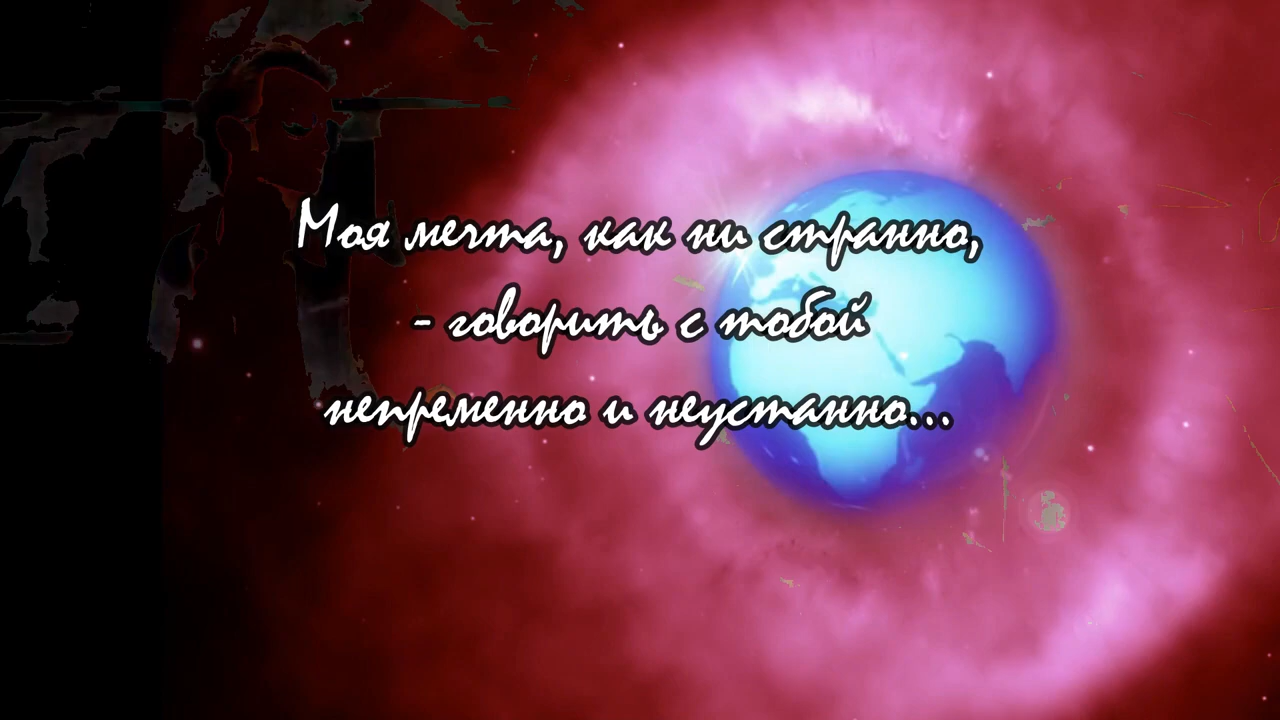 Моя мечта, как ни странно,
- говорить с тобой
непременно и неустанно...